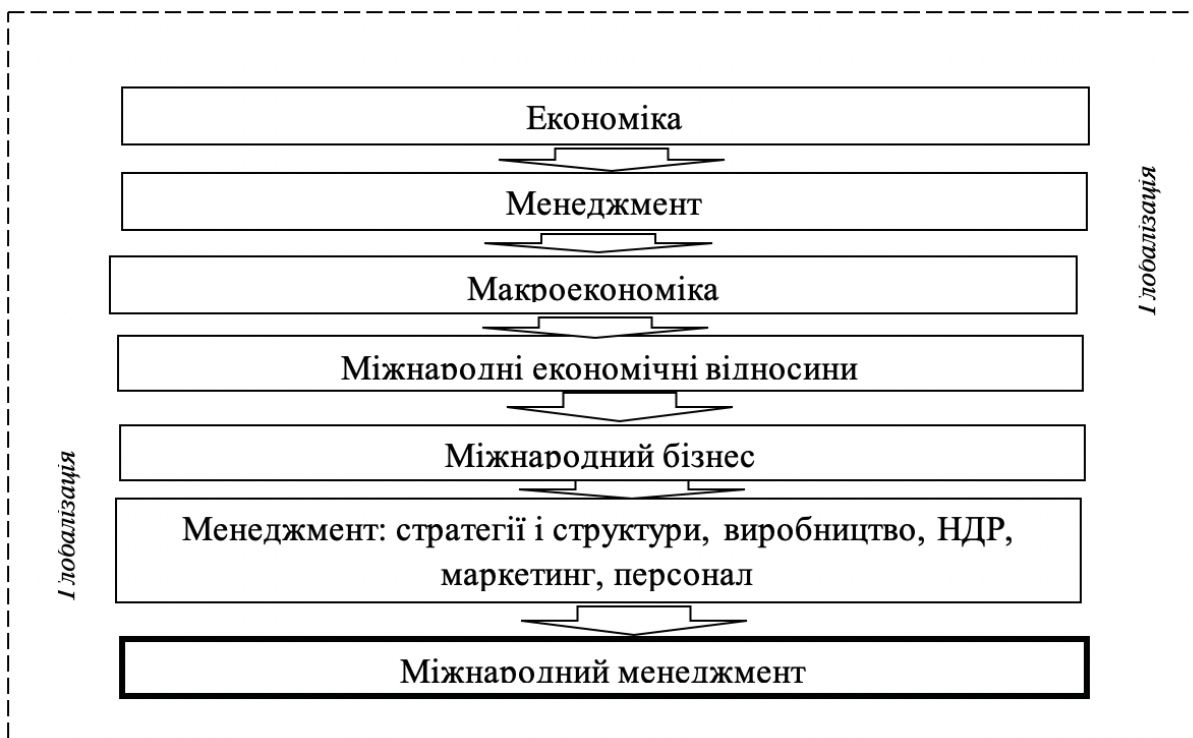 Економіка
Менеджмент
Глобалізація
Макроекономіка
Міжнародні економічні відносини
Міжнародний бізнес
Глобалізація
Менеджмент: стратегії і структури, виробництво, НДР,
маркетинг, персонал
Міжнародний менеджмент